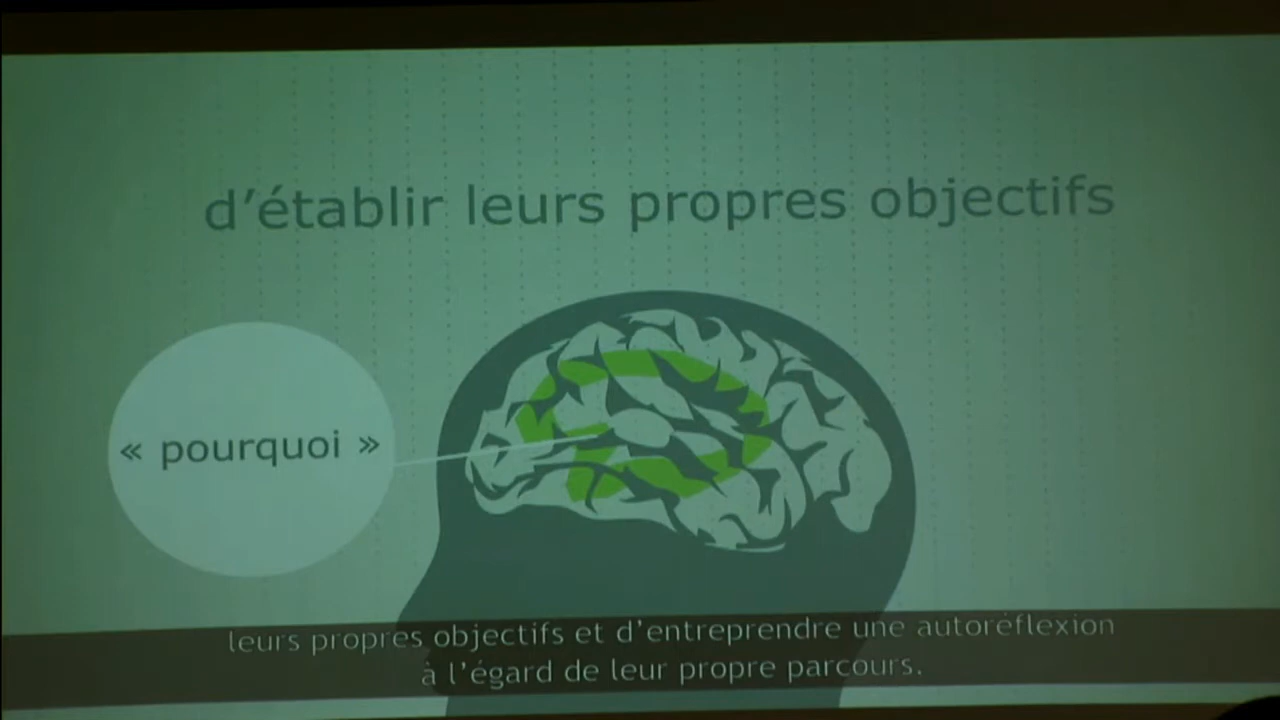 d'établir leurs propres objectifs
« pourquoi »
leurs propres objectifs et d'entreprendre une autoréflexion
à l'égard de leur propre parcours.